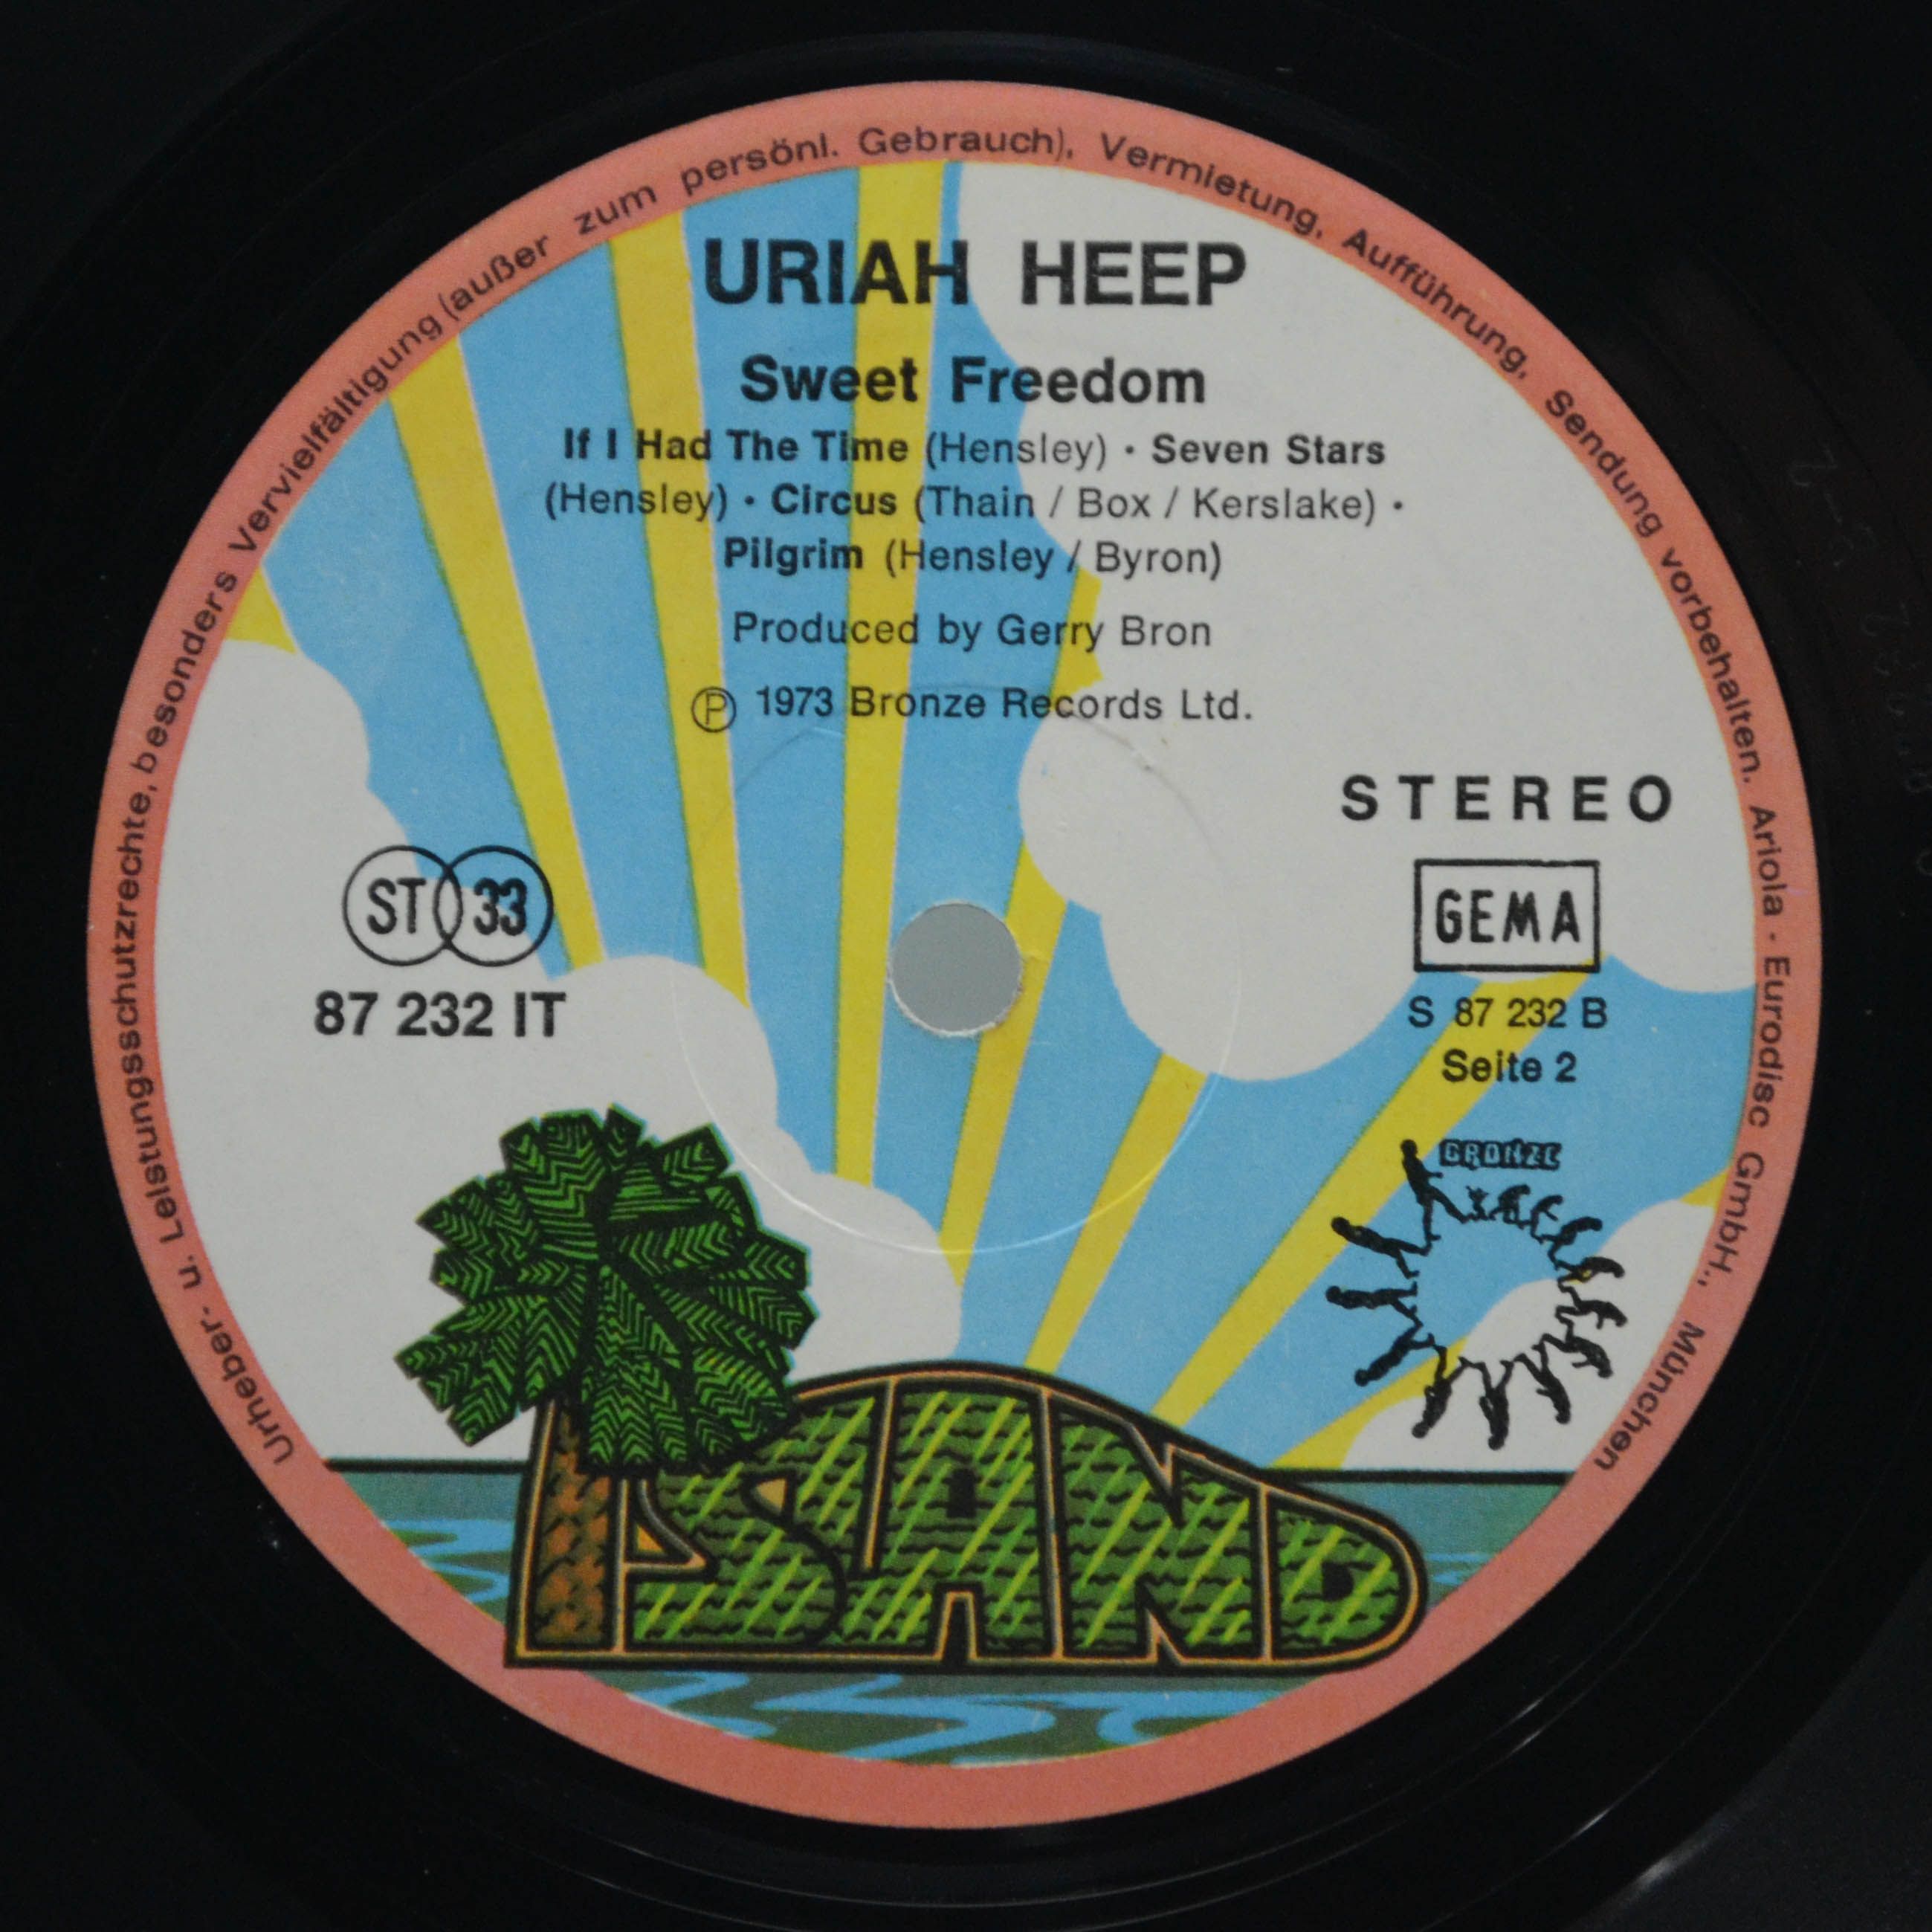 Urheber- u. Leistungsschutzrechte, besonders Vervielfältigung (außer zum persönl. Gebrauch), Vermietung, Aufführung, Sendung vorbehalten. Ariola - Eurodisc GmbH., München
URIAH HEEP
Sweet Freedom
If I Had The Time (Hensley) • Seven Stars
(Hensley) • Circus (Thain / Box / Kerslake) •
Pilgrim (Hensley / Byron)
Produced by Gerry Bron
Ⓟ 1973 Bronze Records Ltd.
STEREO
ST 33
GEMA
87 232 IT
S 87 232 B
Seite 2
BRONZE
ISLAND